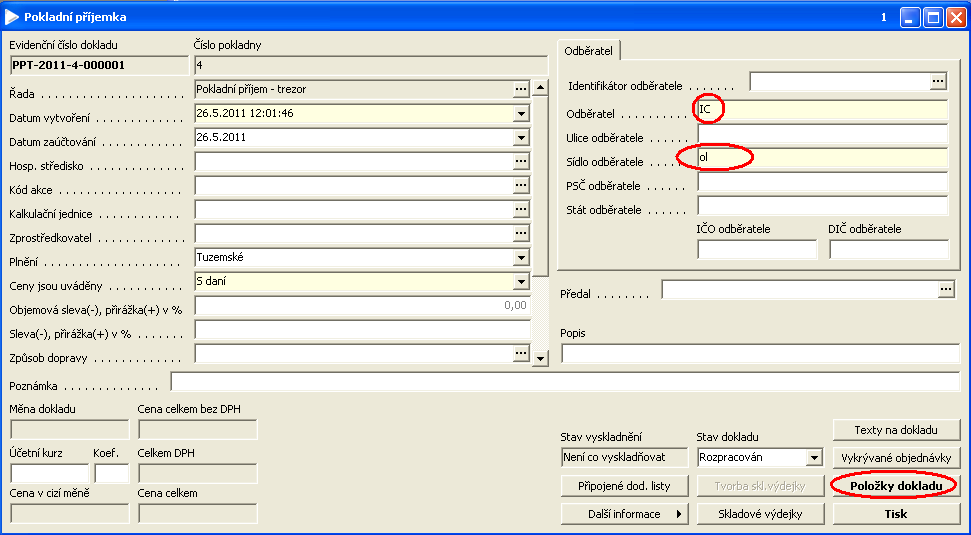 Pokladní příjemka 1
Evidenční číslo dokladu Číslo pokladny
PPT-2011-4-000001 4
Řada . . . . . . . . . . . . . . . . . . Pokladní příjem - trezor ...
Datum vytvoření . . . . . . . . . . . 26.5.2011 12:01:46
Datum zaúčtování . . . . . . . . . . 26.5.2011
Hosp. středisko . . . . . . . . . . . ...
Kód akce . . . . . . . . . . . . . . . ...
Kalkulační jednice . . . . . . . . . . ...
Zprostředkovatel . . . . . . . . . . ...
Plnění . . . . . . . . . . . . . . . . . Tuzemské
Ceny jsou uváděny . . . . . . . . . S daní
Objemová sleva(-), přirážka(+) v % 0,00
Sleva(-), přirážka(+) v % . . . . . .
Způsob dopravy . . . . . . . . . . . ...
Poznámka . . . . . . . . . . . . . .
Odběratel
Identifikátor odběratele . . . . . . . ...
Odběratel . . . . . . . . . . IC
Ulice odběratele . . . . . .
Sídlo odběratele . . . . . ol
PSČ odběratele . . . . . .
Stát odběratele . . . . . .
IČO odběratele DIČ odběratele
Předal . . . . . . . . ...
Popis
Měna dokladu Cena celkem bez DPH
Účetní kurz Koef. Celkem DPH
Cena v cizí měně Cena celkem
Stav vyskladnění Stav dokladu
Není co vyskladňovat Rozpracován
Připojené dod. listy Tvorba skl.výdejky
Další informace Skladové výdejky
Texty na dokladu
Vykrývané objednávky
Položky dokladu
Tisk